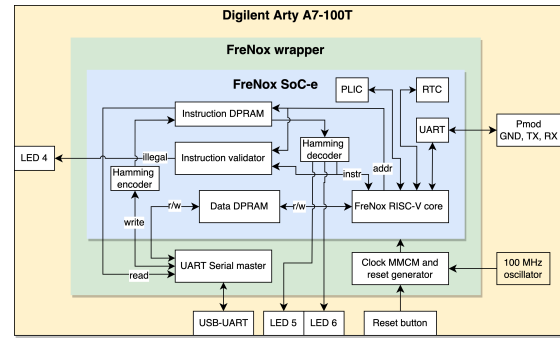 Digilent Arty A7-100T
FreNox wrapper
FreNox SoC-e
PLIC
RTC
Instruction DPRAM
UART
Pmod
GND, TX, RX
Hamming
decoder
LED 4
illegal
Instruction validator
addr
Hamming
encoder
instr
r/w
Data DPRAM
r/w
FreNox RISC-V core
write
UART Serial master
read
Clock MMCM and
reset generator
100 MHz
oscillator
USB-UART
LED 5
LED 6
Reset button